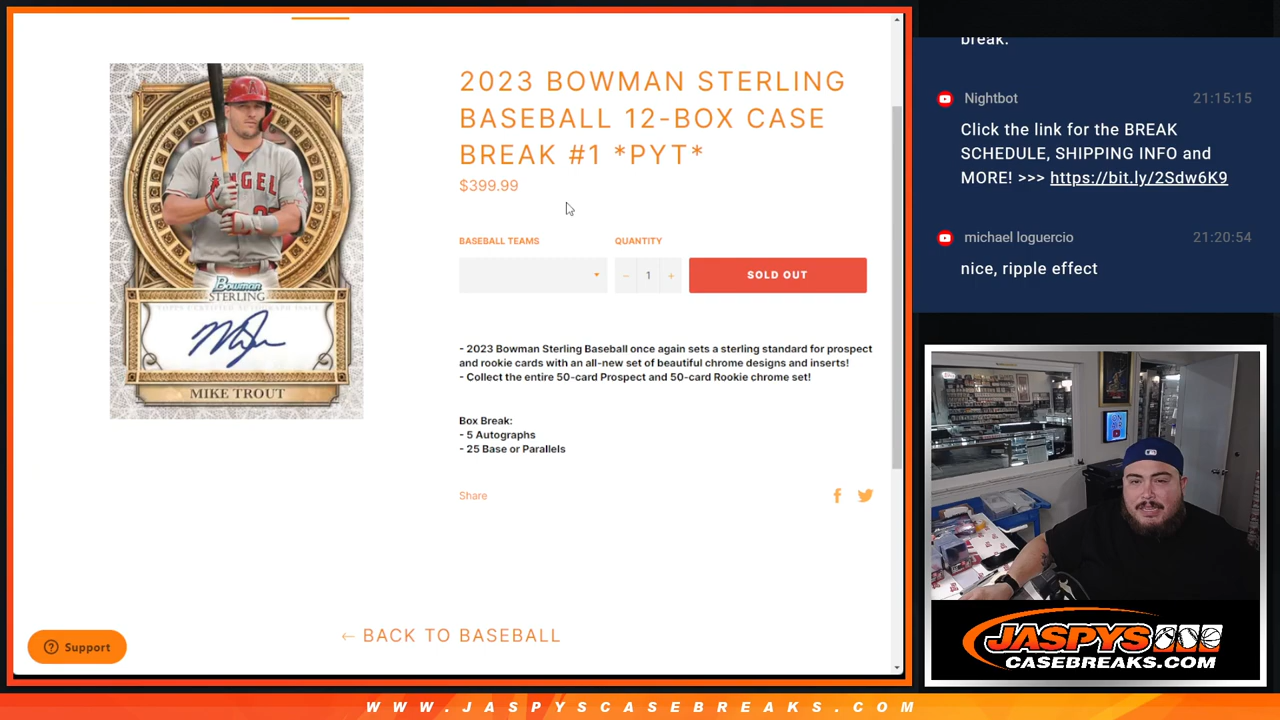 2023 BOWMAN STERLING
BASEBALL 12-BOX CASE
BREAK #1 *PYT*
$399.99
BASEBALL TEAMS
QUANTITY
1
SOLD OUT
Bowman
STERLING
TOPPS CERTIFIED AUTOGRAPH ISSUE
MIKE TROUT
- 2023 Bowman Sterling Baseball once again sets a sterling standard for prospect
and rookie cards with an all-new set of beautiful chrome designs and inserts!
- Collect the entire 50-card Prospect and 50-card Rookie chrome set!
Box Break:
- 5 Autographs
- 25 Base or Parallels
Share
← BACK TO BASEBALL
Support
break.
Nightbot 21:15:15
Click the link for the BREAK
SCHEDULE, SHIPPING INFO and
MORE! >>> https://bit.ly/2Sdw6K9
michael loguercio 21:20:54
nice, ripple effect
JASPYS
CASEBREAKS.COM
WWW.JASPYSCASEBREAKS.COM